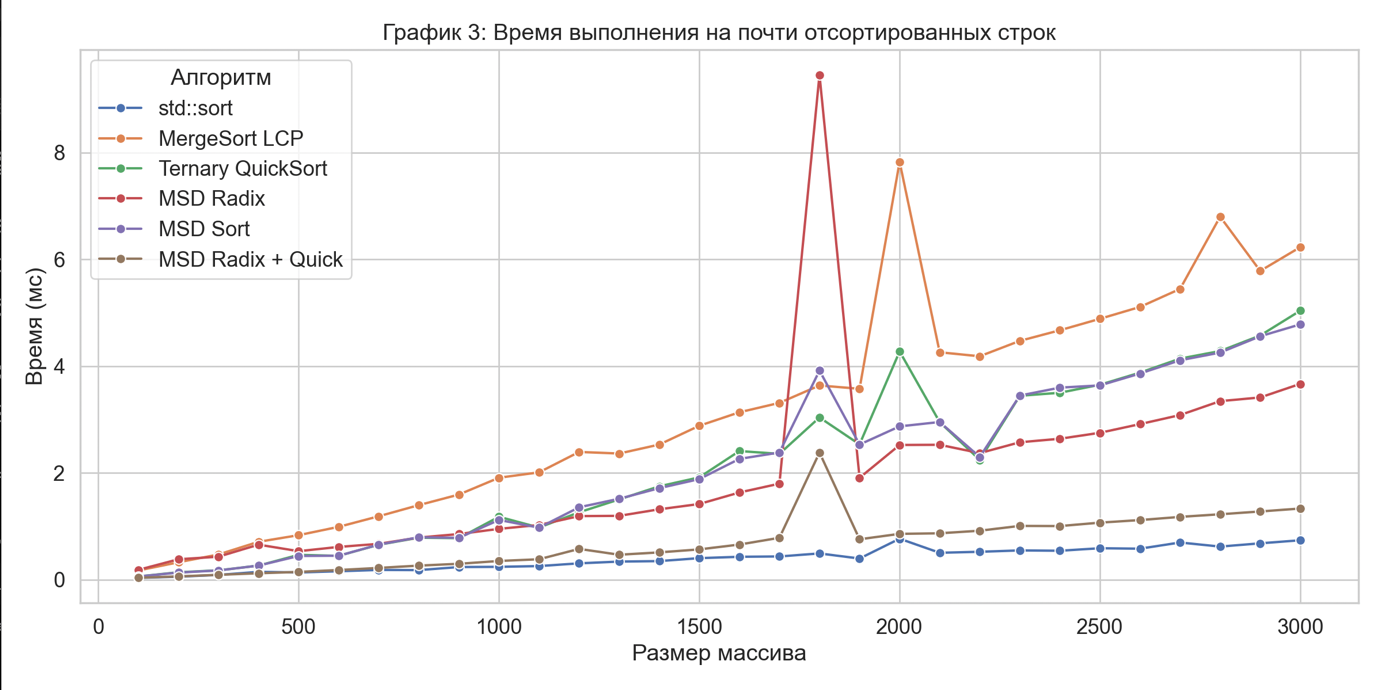 График 3: Время выполнения на почти отсортированных строк
Алгоритм
std::sort
MergeSort LCP
Ternary QuickSort
MSD Radix
MSD Sort
MSD Radix + Quick
Время (мс)
8
6
4
2
0
0 500 1000 1500 2000 2500 3000
Размер массива